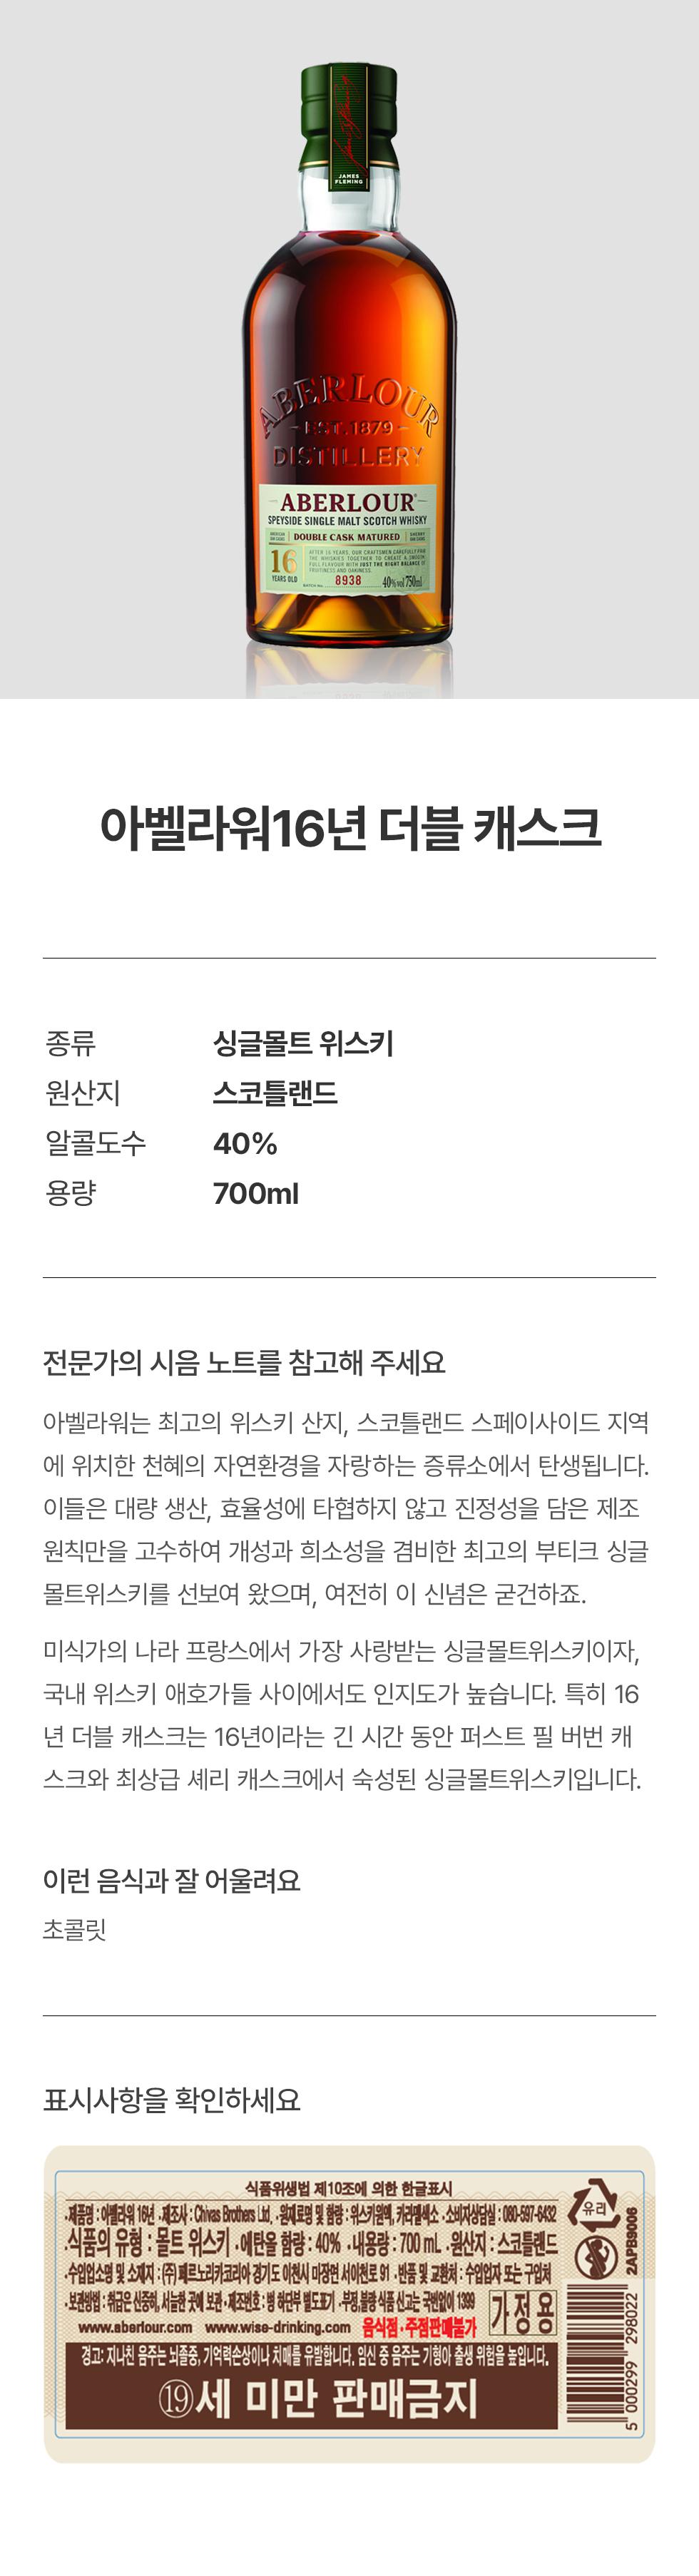 JAMES
FLEMING
ABERLOUR
EST.1879
DISTILLERY
ABERLOUR
SPEYSIDE SINGLE MALT SCOTCH WHISKY
DOUBLE CASK MATURED
16
YEARS OLD
AFTER 16 YEARS, OUR CRAFTSMEN CAREFULLY PAIR
THE WHISKIES TOGETHER TO CREATE A SMOOTH
FULL FLAVOUR WITH JUST THE RIGHT BALANCE OF
FRUITINESS AND OAKINESS.
8938
40%vol 750ml
아벨라워16년 더블 캐스크
종류 싱글몰트 위스키
원산지 스코틀랜드
알콜도수 40%
용량 700ml
전문가의 시음 노트를 참고해 주세요
아벨라워는 최고의 위스키 산지, 스코틀랜드 스페이사이드 지역
에 위치한 천혜의 자연환경을 자랑하는 증류소에서 탄생됩니다.
이들은 대량 생산, 효율성에 타협하지 않고 진정성을 담은 제조
원칙만을 고수하여 개성과 희소성을 겸비한 최고의 부티크 싱글
몰트위스키를 선보여 왔으며, 여전히 이 신념은 굳건하죠.
미식가의 나라 프랑스에서 가장 사랑받는 싱글몰트위스키이자,
국내 위스키 애호가들 사이에서도 인지도가 높습니다. 특히 16
년 더블 캐스크는 16년이라는 긴 시간 동안 퍼스트 필 버번 캐
스크와 최상급 셰리 캐스크에서 숙성된 싱글몰트위스키입니다.
이런 음식과 잘 어울려요
초콜릿
표시사항을 확인하세요
식품위생법 제10조에 의한 한글표시
·제품명 : 아벨라워 16년 ·제조사 : Chivas Brothers Ltd. ·원재료명 및 함량 : 위스키원액, 카라멜색소 ·소비자상담실 : 080-597-6432
·식품의 유형 : 몰트 위스키 ·에탄올 함량 : 40% ·내용량 : 700 mL ·원산지 : 스코틀랜드
·수입업소명 및 소재지 : (주) 페르노리카코리아 경기도 이천시 마장면 서이천로 91 ·반품 및 교환처 : 수입업자 또는 구입처
·보관방법 : 취급은 신중히, 서늘한 곳에 보관 ·제조번호 : 병 하단부 별도표기 ·부정,불량 식품 신고는 국번없이 1399
www.aberlour.com www.wise-drinking.com 음식점·주점판매불가
가정용
경고: 지나친 음주는 뇌졸중, 기억력손상이나 치매를 유발합니다. 임신 중 음주는 기형아 출생 위험을 높입니다.
⑲세 미만 판매금지
유리
2APB9006
5 000299 298022